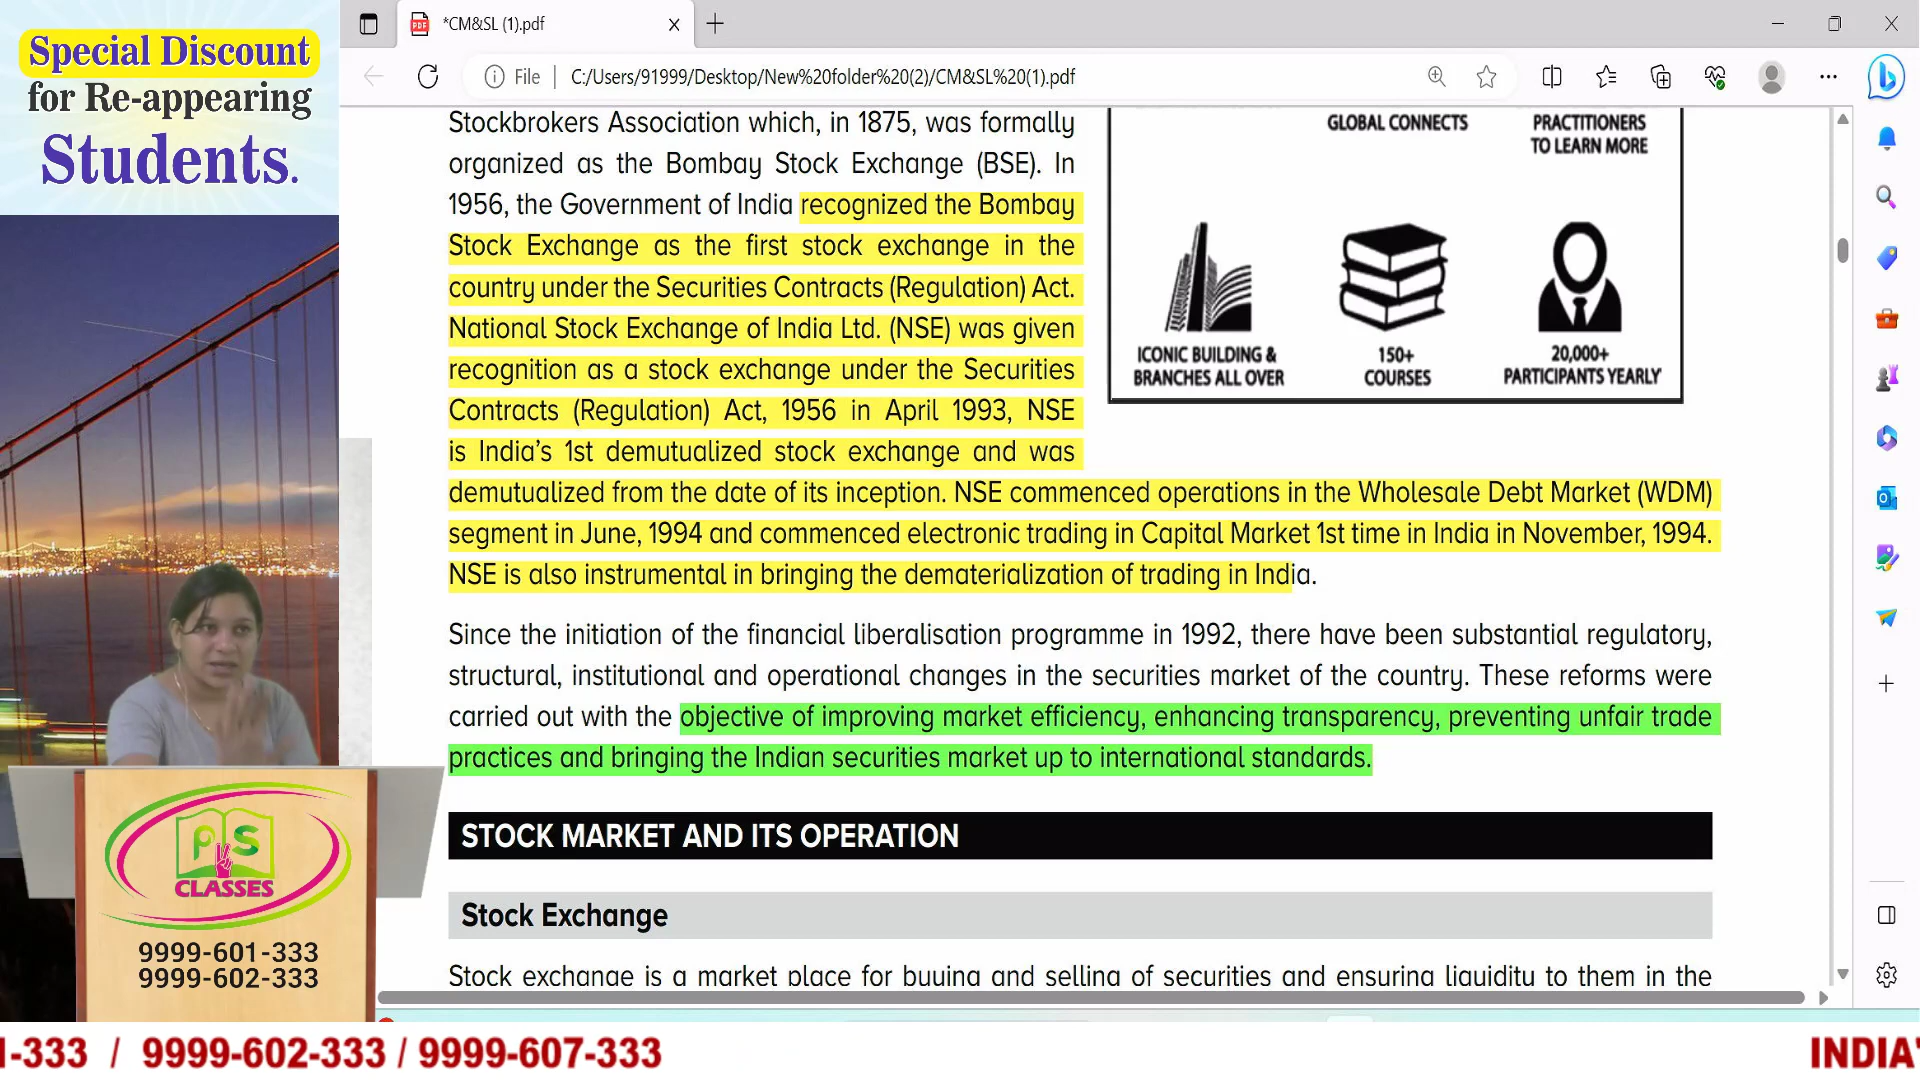 Special Discount
for Re-appearing
Students.
*CM&SL (1).pdf
File
C:/Users/91999/Desktop/New%20folder%20(2)/CM&SL%20(1).pdf
Stockbrokers Association which, in 1875, was formally
organized as the Bombay Stock Exchange (BSE). In
1956, the Government of India recognized the Bombay
Stock Exchange as the first stock exchange in the
country under the Securities Contracts (Regulation) Act.
National Stock Exchange of India Ltd. (NSE) was given
recognition as a stock exchange under the Securities
Contracts (Regulation) Act, 1956 in April 1993, NSE
is India’s 1st demutualized stock exchange and was
demutualized from the date of its inception. NSE commenced operations in the Wholesale Debt Market (WDM)
segment in June, 1994 and commenced electronic trading in Capital Market 1st time in India in November, 1994.
NSE is also instrumental in bringing the dematerialization of trading in India.
GLOBAL CONNECTS
PRACTITIONERS
TO LEARN MORE
ICONIC BUILDING &
BRANCHES ALL OVER
150+
COURSES
20,000+
PARTICIPANTS YEARLY
Since the initiation of the financial liberalisation programme in 1992, there have been substantial regulatory,
structural, institutional and operational changes in the securities market of the country. These reforms were
carried out with the objective of improving market efficiency, enhancing transparency, preventing unfair trade
practices and bringing the Indian securities market up to international standards.
STOCK MARKET AND ITS OPERATION
Stock Exchange
Stock exchange is a market place for buying and selling of securities and ensuring liquidity to them in the
PS
CLASSES
9999-601-333
9999-602-333
1-333 / 9999-602-333 / 9999-607-333
INDIA'